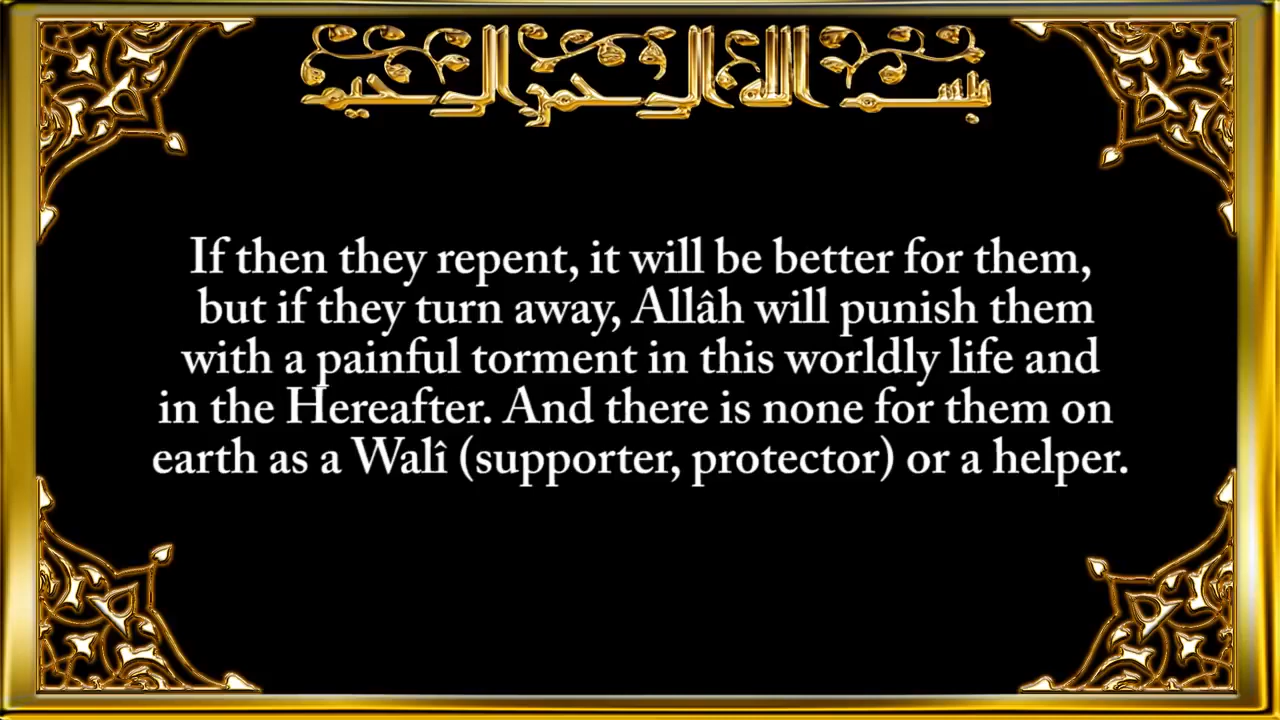 بسم الله الرحمن الرحيم
If then they repent, it will be better for them,
but if they turn away, Allâh will punish them
with a painful torment in this worldly life and
in the Hereafter. And there is none for them on
earth as a Walî (supporter, protector) or a helper.